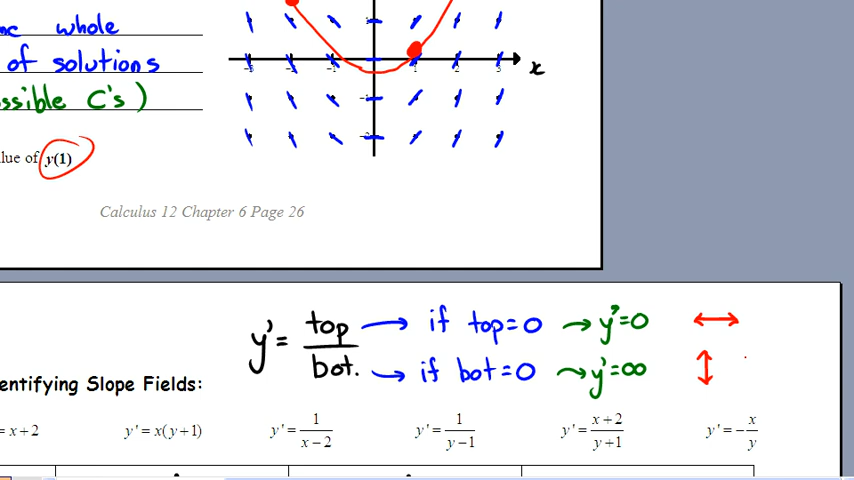 whole
of solutions
ssible C's)
lue of y(1)
x
Calculus 12 Chapter 6 Page 26
y' = top/bot. → if top=0 → y'=0 ↔
→ if bot=0 → y'=∞ ↕
entifying Slope Fields:
= x+2 y' = x(y+1) y' = 1/(x−2) y' = 1/(y−1) y' = (x+2)/(y+1) y' = −x/y